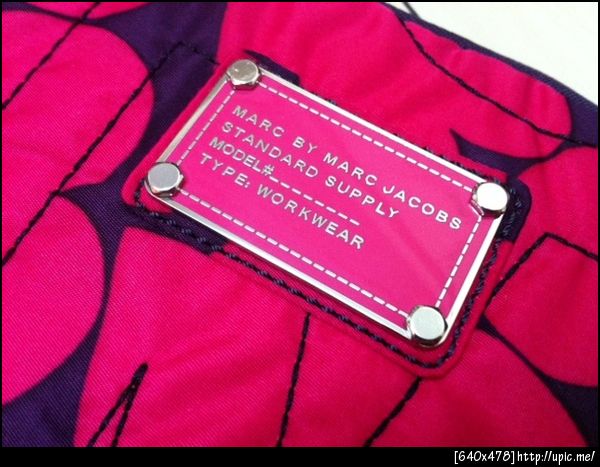 MARC BY MARC JACOBS
STANDARD SUPPLY
MODEL#_ _ _ _ _ _ _ _
TYPE: WORKWEAR
[640x478]http://upic.me/